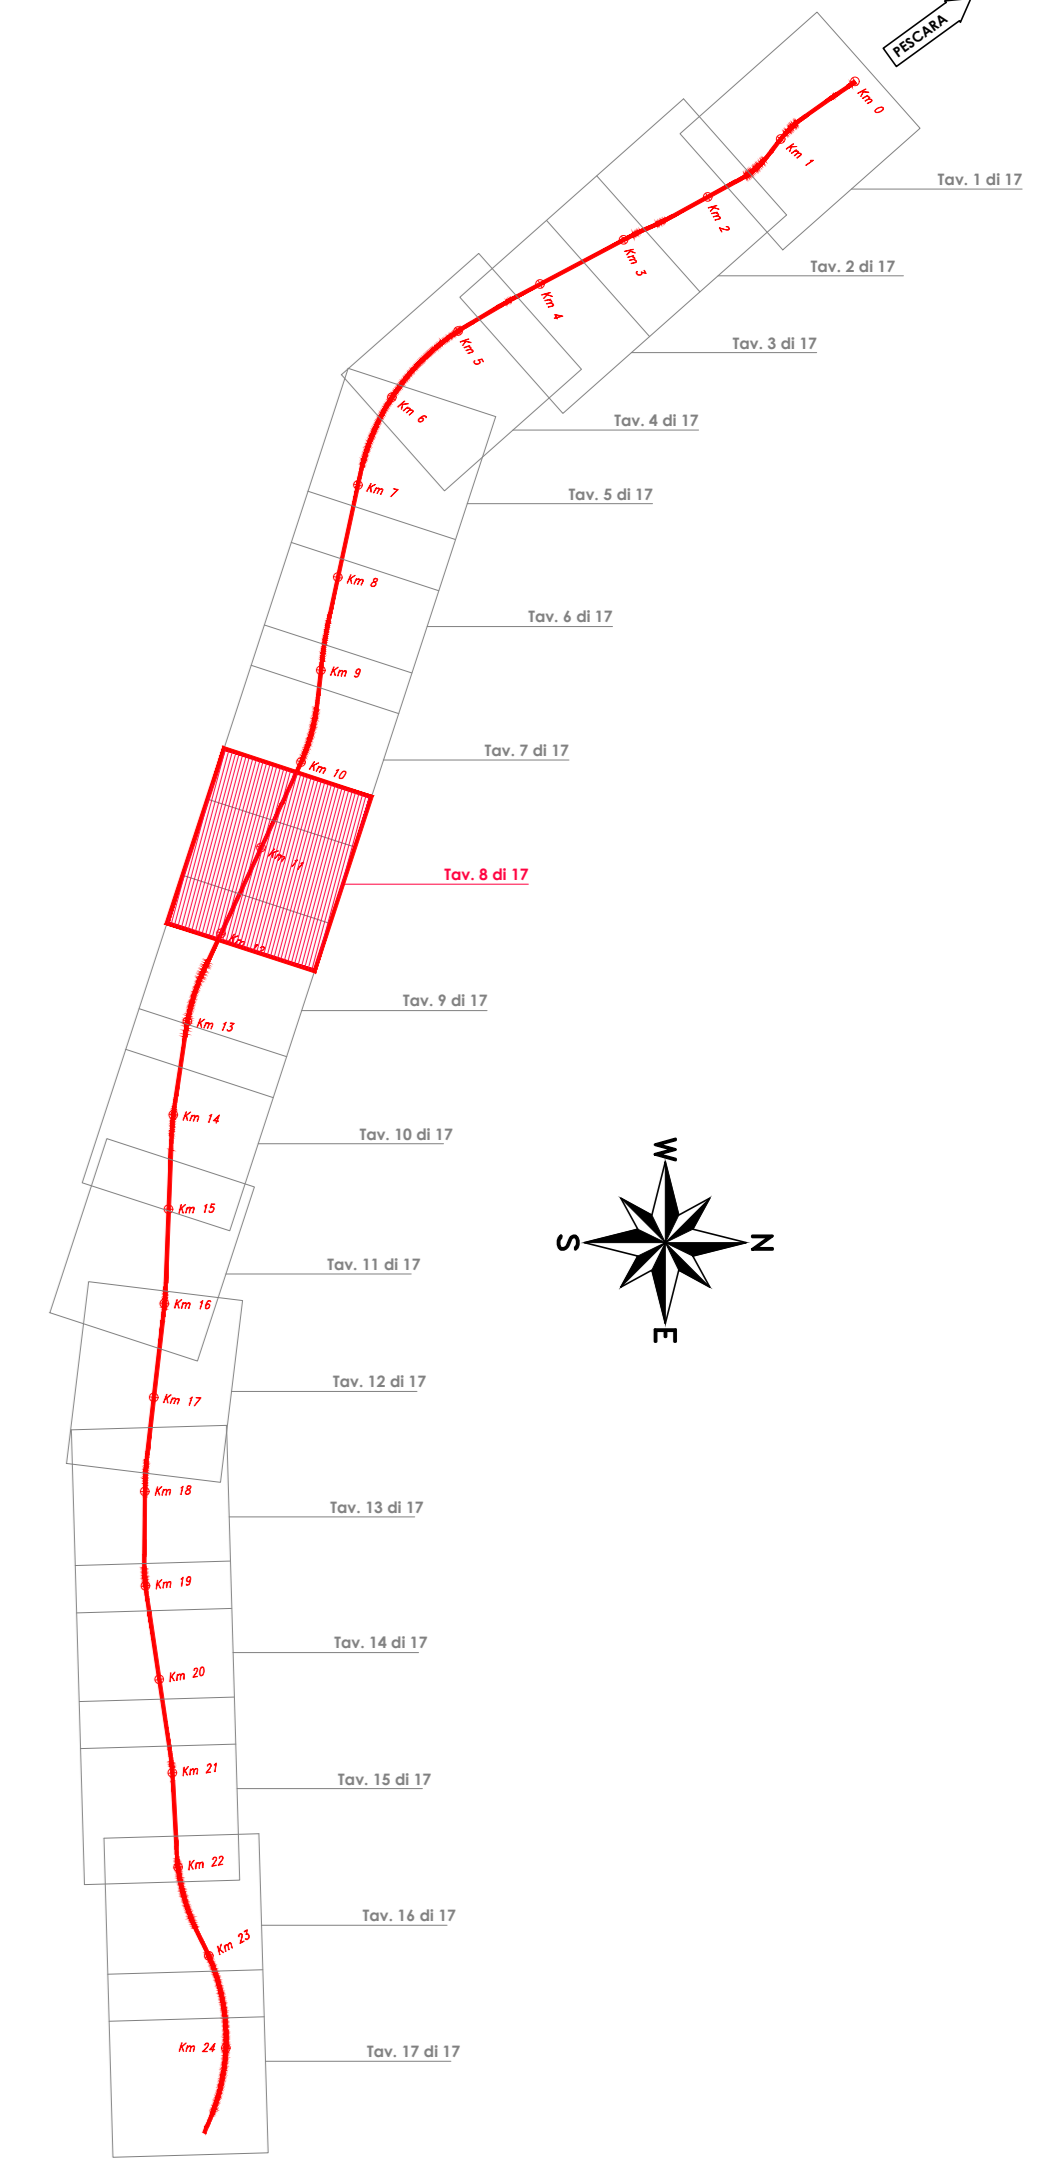 PESCARA
Km 0
Km 1
Tav. 1 di 17
Km 2
Km 3
Tav. 2 di 17
Km 4
Km 5
Tav. 3 di 17
Km 6
Tav. 4 di 17
Km 7
Tav. 5 di 17
Km 8
Tav. 6 di 17
Km 9
Tav. 7 di 17
Km 10
Km 11
Tav. 8 di 17
Km 12
Tav. 9 di 17
Km 13
Km 14
Tav. 10 di 17
W
Km 15
S
N
Tav. 11 di 17
Km 16
E
Tav. 12 di 17
Km 17
Km 18
Tav. 13 di 17
Km 19
Tav. 14 di 17
Km 20
Km 21
Tav. 15 di 17
Km 22
Tav. 16 di 17
Km 23
Km 24
Tav. 17 di 17